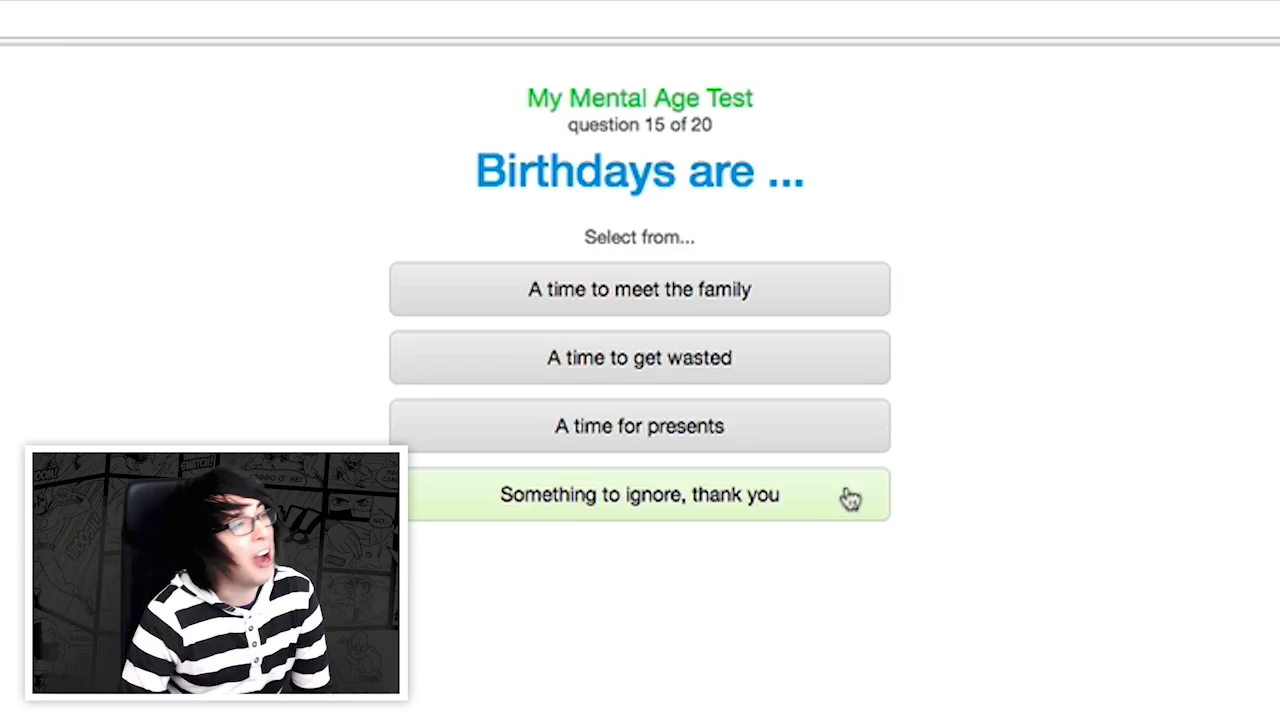 My Mental Age Test
question 15 of 20
Birthdays are ...
Select from...
A time to meet the family
A time to get wasted
A time for presents
Something to ignore, thank you
NO...